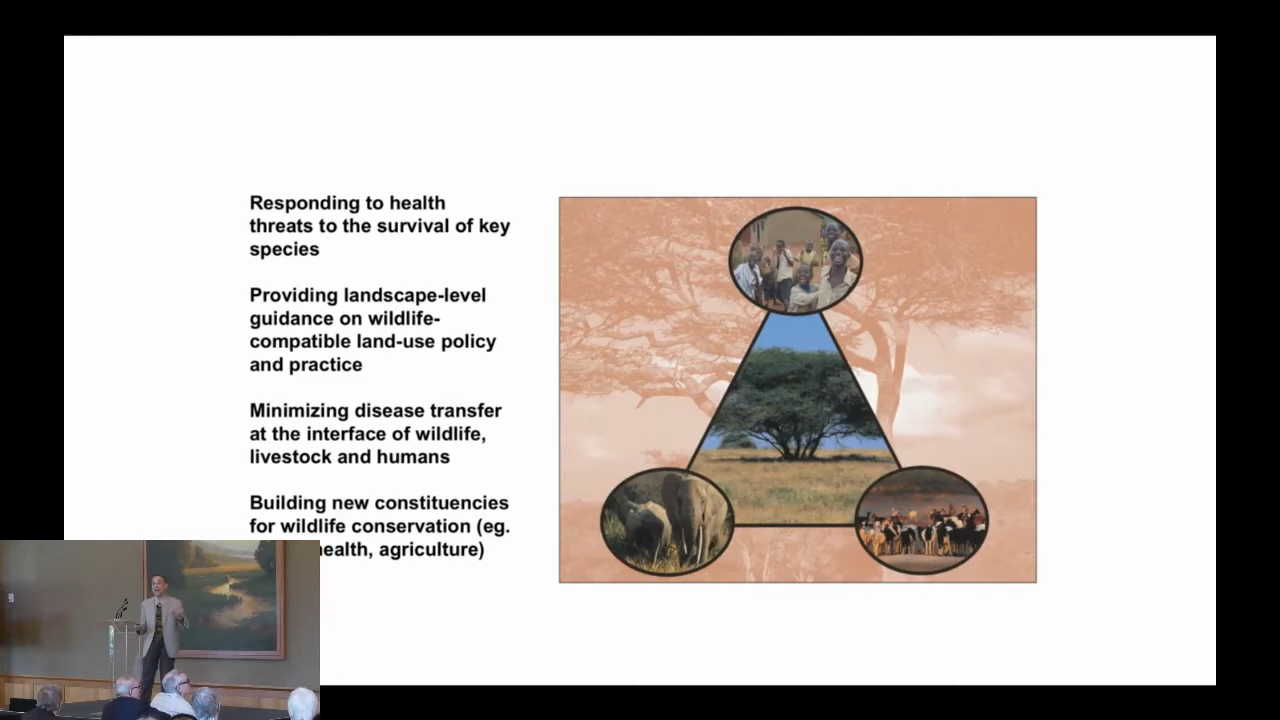 Responding to health
threats to the survival of key
species
Providing landscape-level
guidance on wildlife-
compatible land-use policy
and practice
Minimizing disease transfer
at the interface of wildlife,
livestock and humans
Building new constituencies
for wildlife conservation (eg.
health, agriculture)